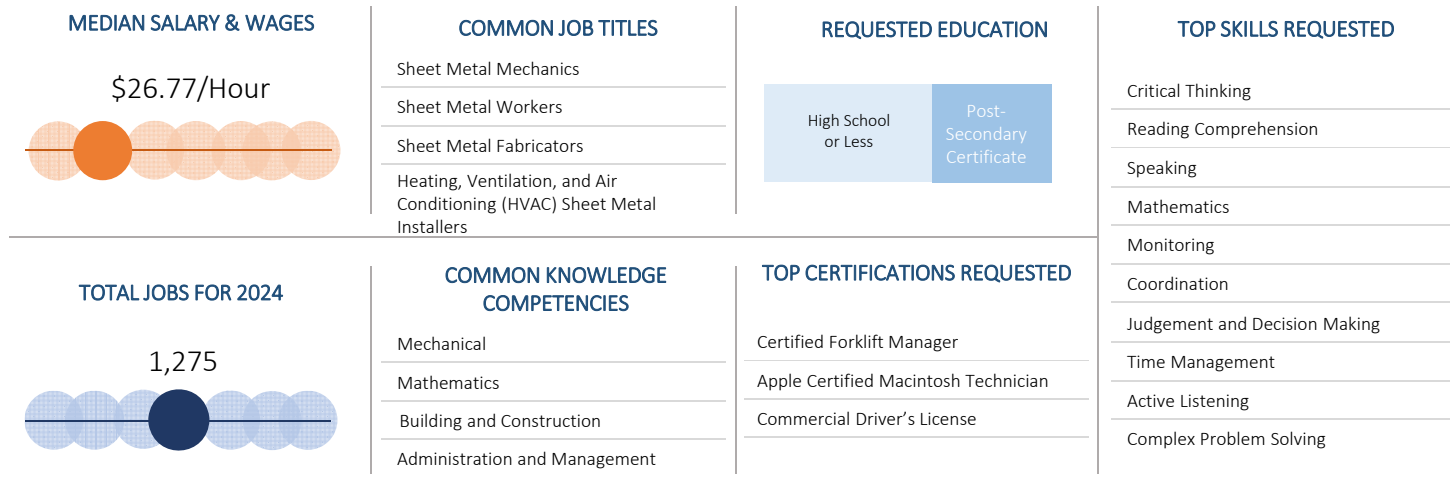 MEDIAN SALARY & WAGES
$26.77/Hour
COMMON JOB TITLES
Sheet Metal Mechanics
Sheet Metal Workers
Sheet Metal Fabricators
Heating, Ventilation, and Air
Conditioning (HVAC) Sheet Metal
Installers
REQUESTED EDUCATION
High School
or Less
Post-
Secondary
Certificate
TOP SKILLS REQUESTED
Critical Thinking
Reading Comprehension
Speaking
Mathematics
Monitoring
Coordination
Judgement and Decision Making
Time Management
Active Listening
Complex Problem Solving
TOTAL JOBS FOR 2024
1,275
COMMON KNOWLEDGE
COMPETENCIES
Mechanical
Mathematics
Building and Construction
Administration and Management
TOP CERTIFICATIONS REQUESTED
Certified Forklift Manager
Apple Certified Macintosh Technician
Commercial Driver’s License